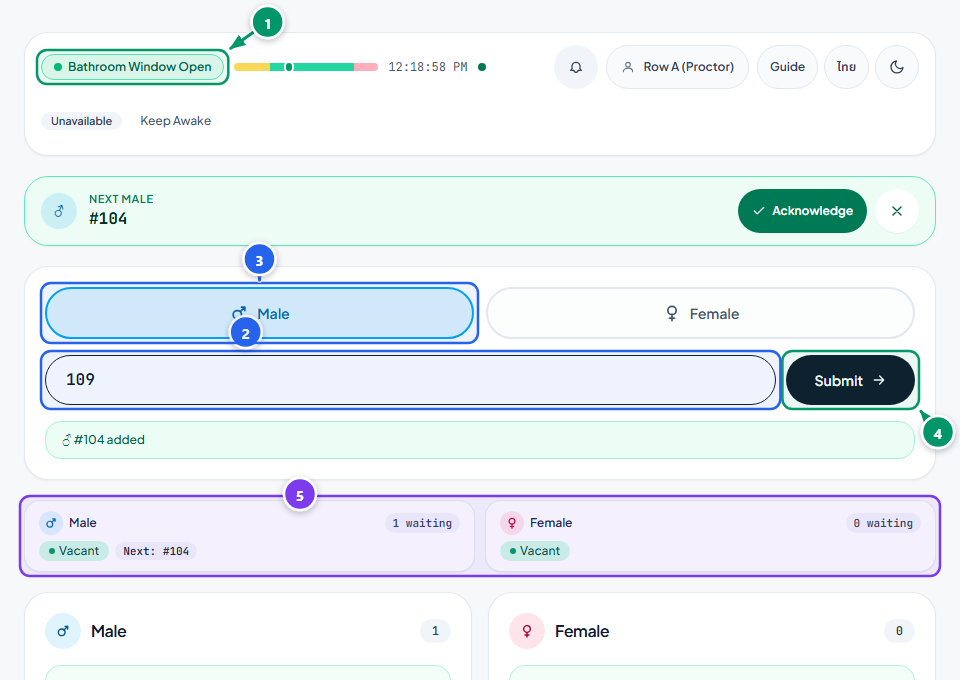 1
Bathroom Window Open
12:18:58 PM
Row A (Proctor)
Guide
ไทย
Unavailable
Keep Awake
NEXT MALE
#104
Acknowledge
3
Male
Female
2
109
Submit
4
#104 added
5
Male
1 waiting
Female
0 waiting
Vacant
Next: #104
Vacant
Male
1
Female
0